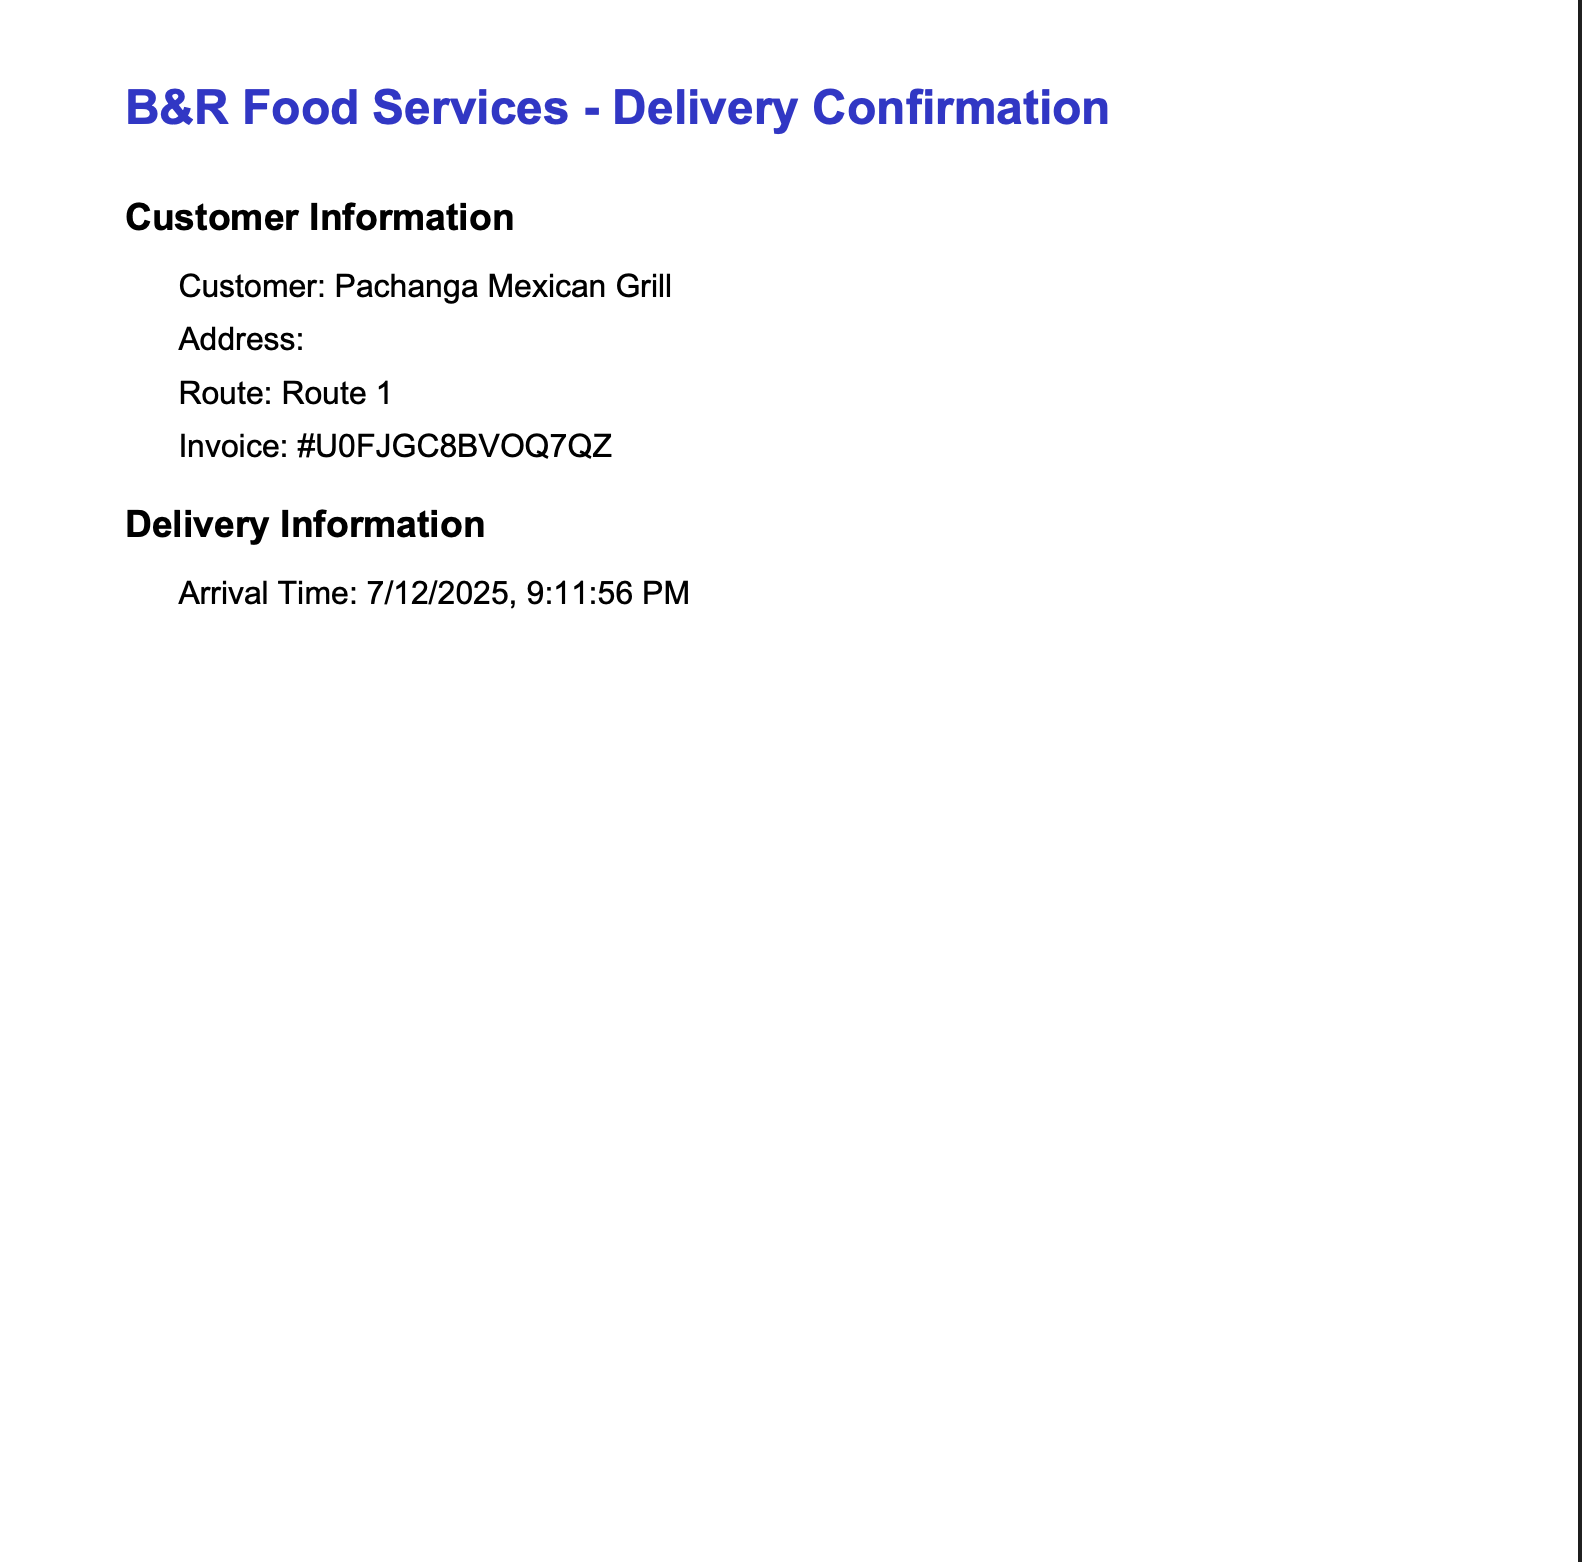 B&R Food Services - Delivery Confirmation
Customer Information
Customer: Pachanga Mexican Grill
Address:
Route: Route 1
Invoice: #U0FJGC8BVOQ7QZ
Delivery Information
Arrival Time: 7/12/2025, 9:11:56 PM